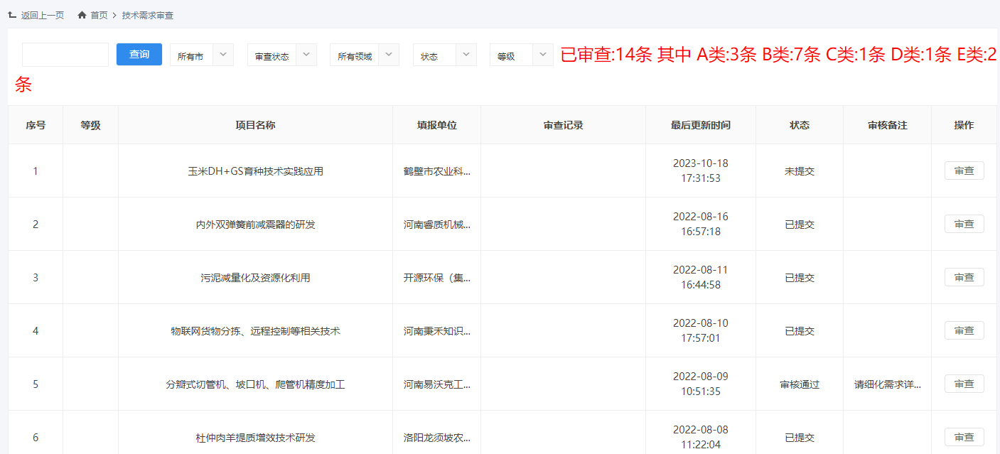 返回上一页 首页 > 技术需求审查
查询 所有市 审查状态 所有领域 状态 等级 已审查:14条 其中 A类:3条 B类:7条 C类:1条 D类:1条 E类:2
条
序号 等级 项目名称 填报单位 审查记录 最后更新时间 状态 审核备注 操作
1 玉米DH+GS育种技术实践应用 鹤壁市农业科... 2023-10-18 未提交 审查
17:31:53
2 内外双弹簧前减震器的研发 河南睿质机械... 2022-08-16 已提交 审查
16:57:18
3 污泥减量化及资源化利用 开源环保（集... 2022-08-11 已提交 审查
16:44:58
4 物联网货物分拣、远程控制等相关技术 河南秉禾知识... 2022-08-10 已提交 审查
17:57:01
5 分瓣式切管机、坡口机、爬管机精度加工 河南易沃克工... 2022-08-09 审核通过 请细化需求详... 审查
10:51:35
6 杜仲肉羊提质增效技术研发 洛阳龙须坡农... 2022-08-08 已提交 审查
11:22:04